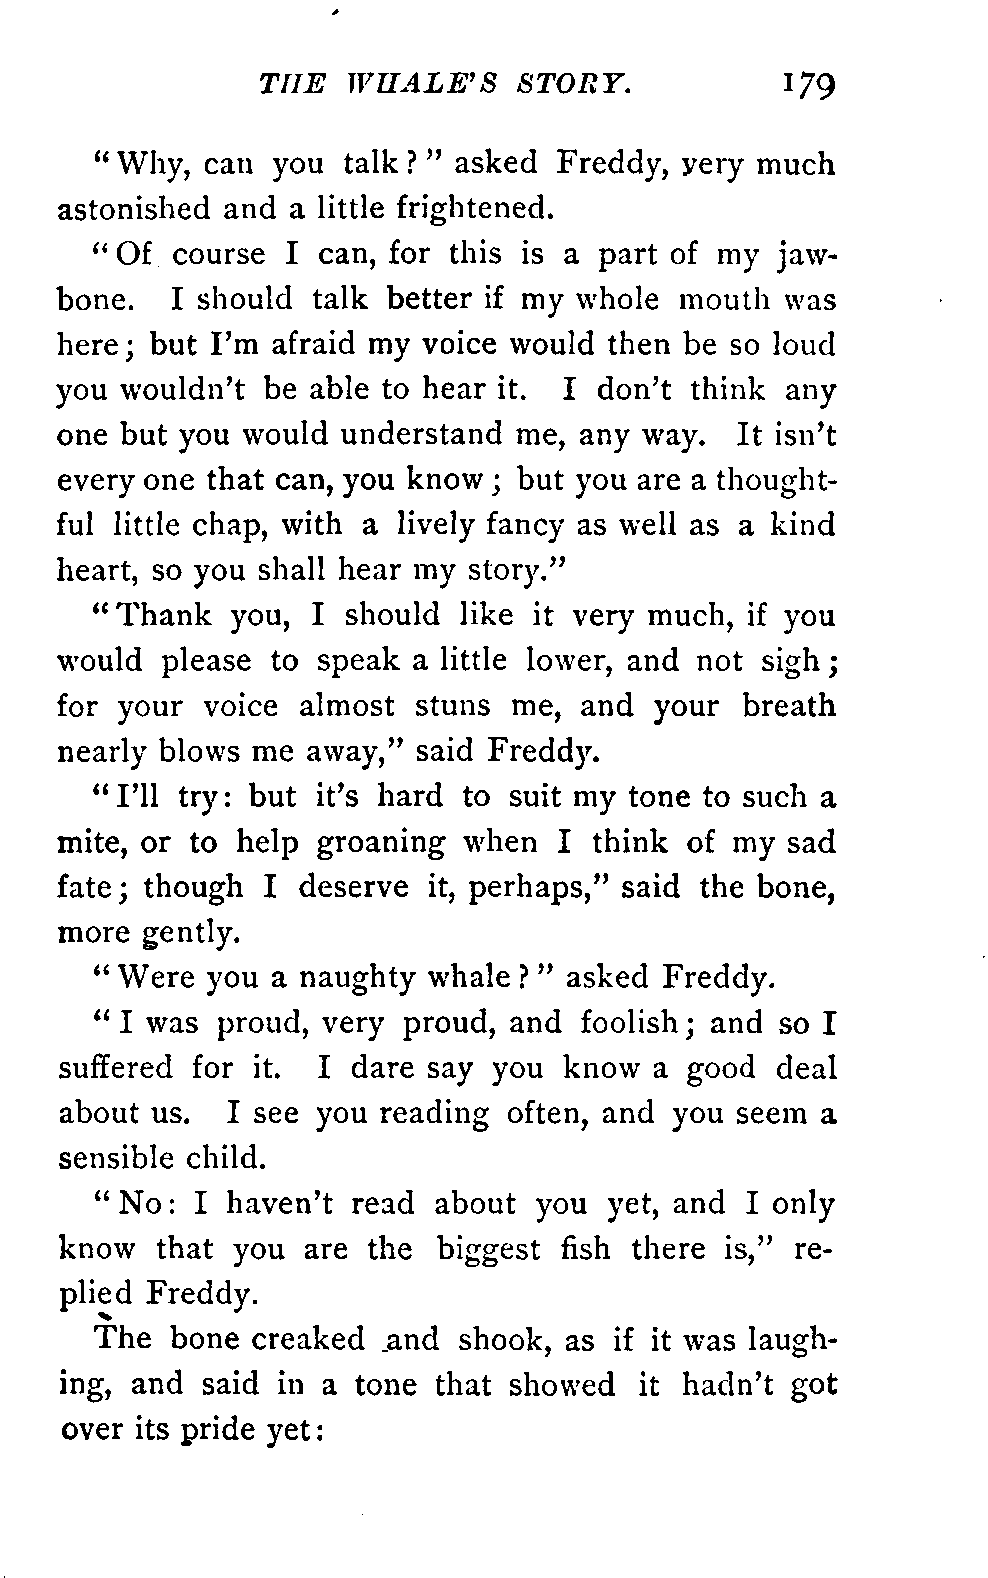 THE WHALE'S STORY. 179
"Why, can you talk?" asked Freddy, very much
astonished and a little frightened.
"Of course I can, for this is a part of my jaw-
bone. I should talk better if my whole mouth was
here; but I'm afraid my voice would then be so loud
you wouldn't be able to hear it. I don't think any
one but you would understand me, any way. It isn't
every one that can, you know; but you are a thought-
ful little chap, with a lively fancy as well as a kind
heart, so you shall hear my story."
"Thank you, I should like it very much, if you
would please to speak a little lower, and not sigh;
for your voice almost stuns me, and your breath
nearly blows me away," said Freddy.
"I'll try: but it's hard to suit my tone to such a
mite, or to help groaning when I think of my sad
fate; though I deserve it, perhaps," said the bone,
more gently.
"Were you a naughty whale?" asked Freddy.
"I was proud, very proud, and foolish; and so I
suffered for it. I dare say you know a good deal
about us. I see you reading often, and you seem a
sensible child.
"No: I haven't read about you yet, and I only
know that you are the biggest fish there is," re-
plied Freddy.
The bone creaked and shook, as if it was laugh-
ing, and said in a tone that showed it hadn't got
over its pride yet: